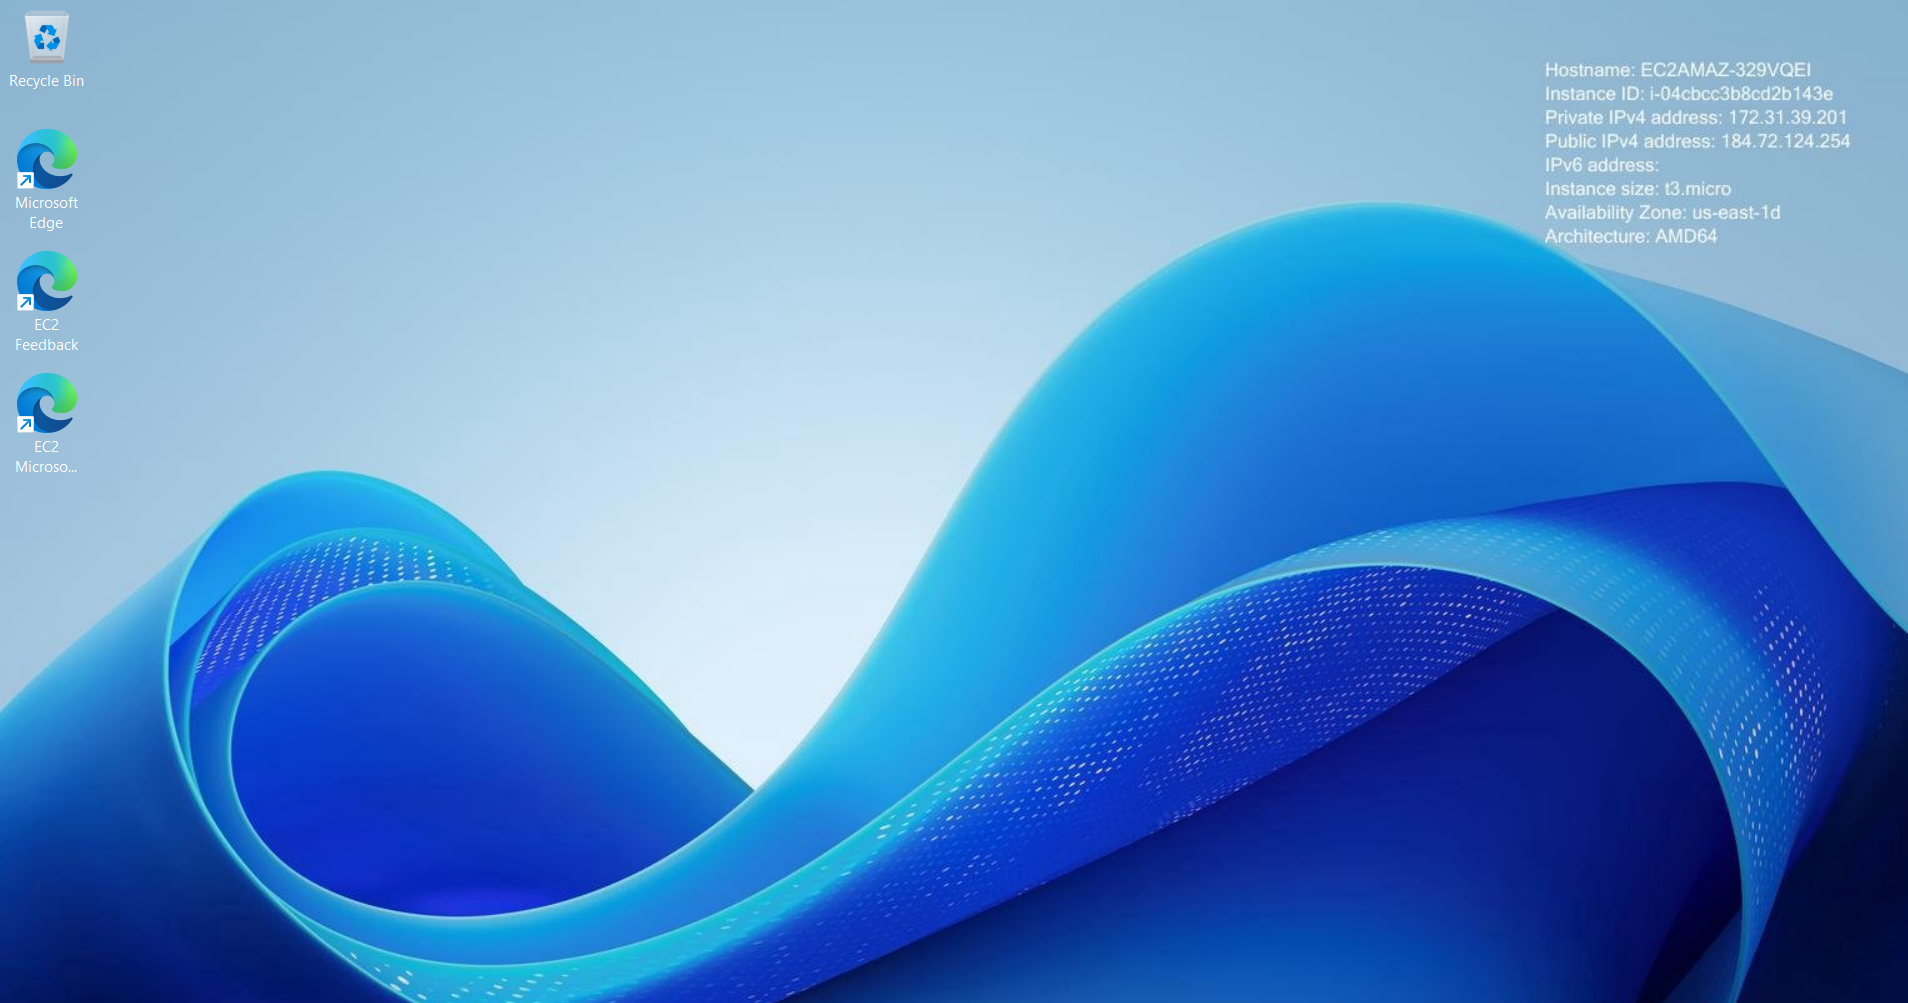 Recycle Bin
Microsoft
Edge
EC2
Feedback
EC2
Microso...
Hostname: EC2AMAZ-329VQEI
Instance ID: i-04cbcc3b8cd2b143e
Private IPv4 address: 172.31.39.201
Public IPv4 address: 184.72.124.254
IPv6 address:
Instance size: t3.micro
Availability Zone: us-east-1d
Architecture: AMD64